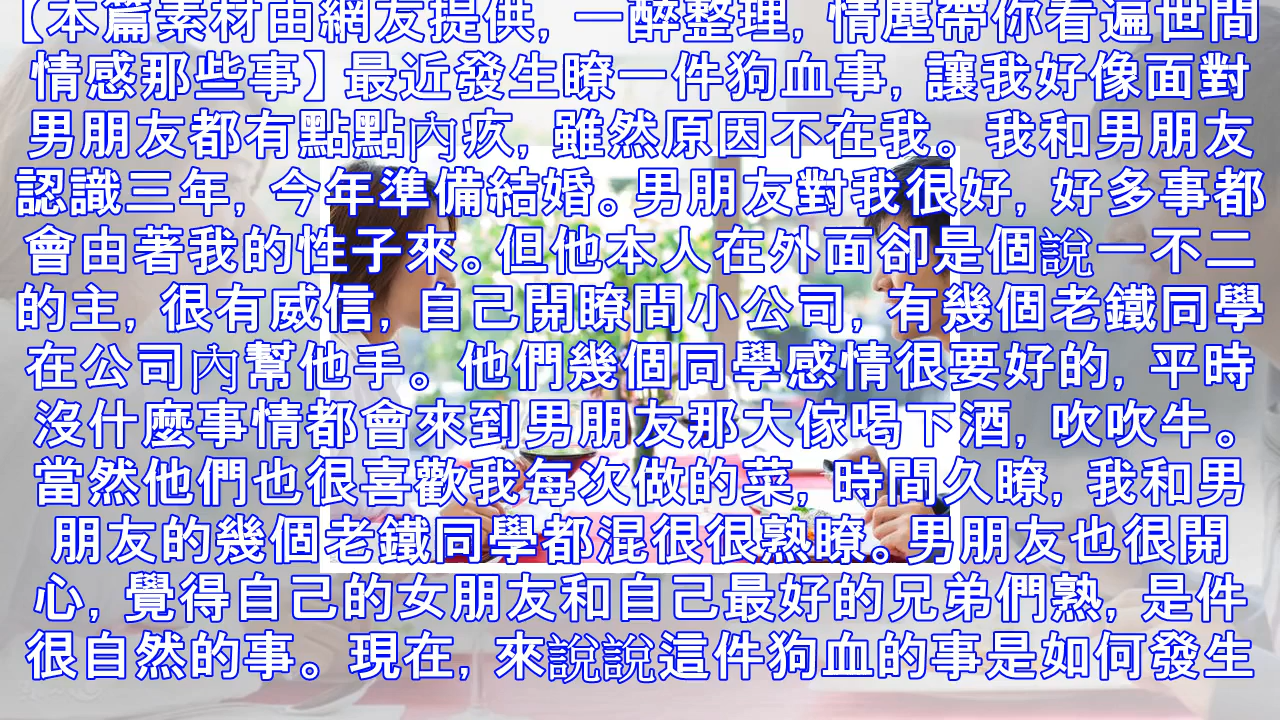 【本篇素材由網友提供, 一醉整理, 情塵帶你看遍世間
情感那些事】最近發生瞭一件狗血事, 讓我好像面對
男朋友都有點點內疚, 雖然原因不在我。我和男朋友
認識三年, 今年準備結婚。男朋友對我很好, 好多事都
會由著我的性子來。但他本人在外面卻是個說一不二
的主, 很有威信, 自己開瞭間小公司, 有幾個老鐵同學
在公司內幫他手。他們幾個同學感情很要好的, 平時
沒什麼事情都會來到男朋友那大傢喝下酒, 吹吹牛。
當然他們也很喜歡我每次做的菜, 時間久瞭, 我和男
朋友的幾個老鐵同學都混很很熟瞭。男朋友也很開
心, 覺得自己的女朋友和自己最好的兄弟們熟, 是件
很自然的事。現在, 來說說這件狗血的事是如何發生